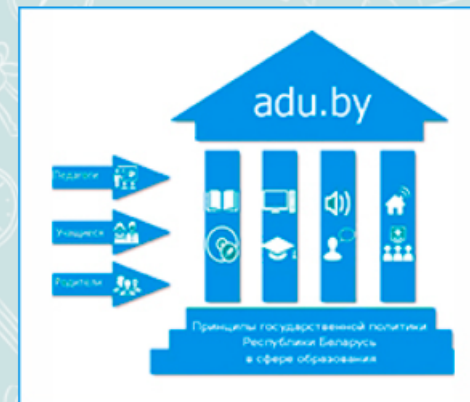 adu.by
Педагоги
Учащиеся
Родители
Принципы государственной политики
Республики Беларусь
в сфере образования